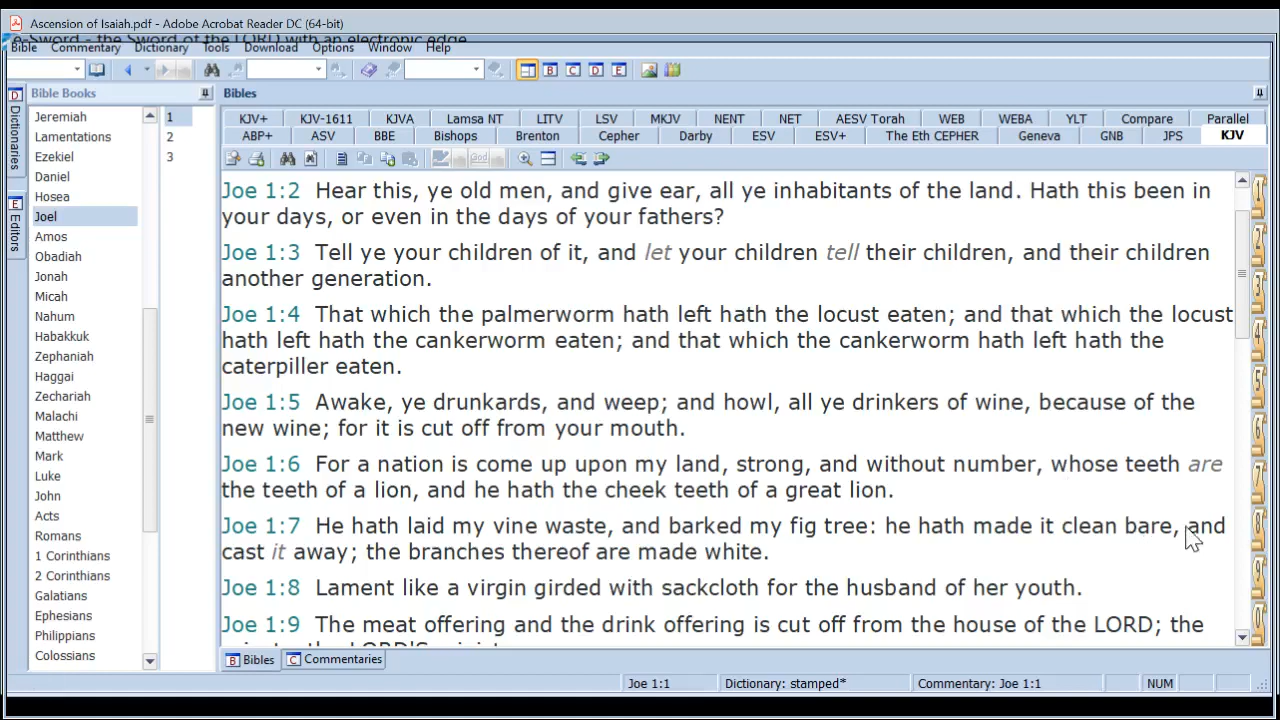 Ascension of Isaiah.pdf - Adobe Acrobat Reader DC (64-bit)
e-Sword - the Sword of the LORD with an electronic edge
Bible Commentary Dictionary Tools Download Options Window Help
Bible Books
Bibles
Dictionaries
Editors
Jeremiah
Lamentations
Ezekiel
Daniel
Hosea
Joel
Amos
Obadiah
Jonah
Micah
Nahum
Habakkuk
Zephaniah
Haggai
Zechariah
Malachi
Matthew
Mark
Luke
John
Acts
Romans
1 Corinthians
2 Corinthians
Galatians
Ephesians
Philippians
Colossians
1
2
3
KJV+ KJV-1611 KJVA Lamsa NT LITV LSV MKJV NENT NET AESV Torah WEB WEBA YLT Compare Parallel
ABP+ ASV BBE Bishops Brenton Cepher Darby ESV ESV+ The Eth CEPHER Geneva GNB JPS KJV
Joe 1:2 Hear this, ye old men, and give ear, all ye inhabitants of the land. Hath this been in
your days, or even in the days of your fathers?
Joe 1:3 Tell ye your children of it, and let your children tell their children, and their children
another generation.
Joe 1:4 That which the palmerworm hath left hath the locust eaten; and that which the locust
hath left hath the cankerworm eaten; and that which the cankerworm hath left hath the
caterpiller eaten.
Joe 1:5 Awake, ye drunkards, and weep; and howl, all ye drinkers of wine, because of the
new wine; for it is cut off from your mouth.
Joe 1:6 For a nation is come up upon my land, strong, and without number, whose teeth are
the teeth of a lion, and he hath the cheek teeth of a great lion.
Joe 1:7 He hath laid my vine waste, and barked my fig tree: he hath made it clean bare, and
cast it away; the branches thereof are made white.
Joe 1:8 Lament like a virgin girded with sackcloth for the husband of her youth.
Joe 1:9 The meat offering and the drink offering is cut off from the house of the LORD; the
Bibles Commentaries
Joe 1:1 Dictionary: stamped* Commentary: Joe 1:1 NUM